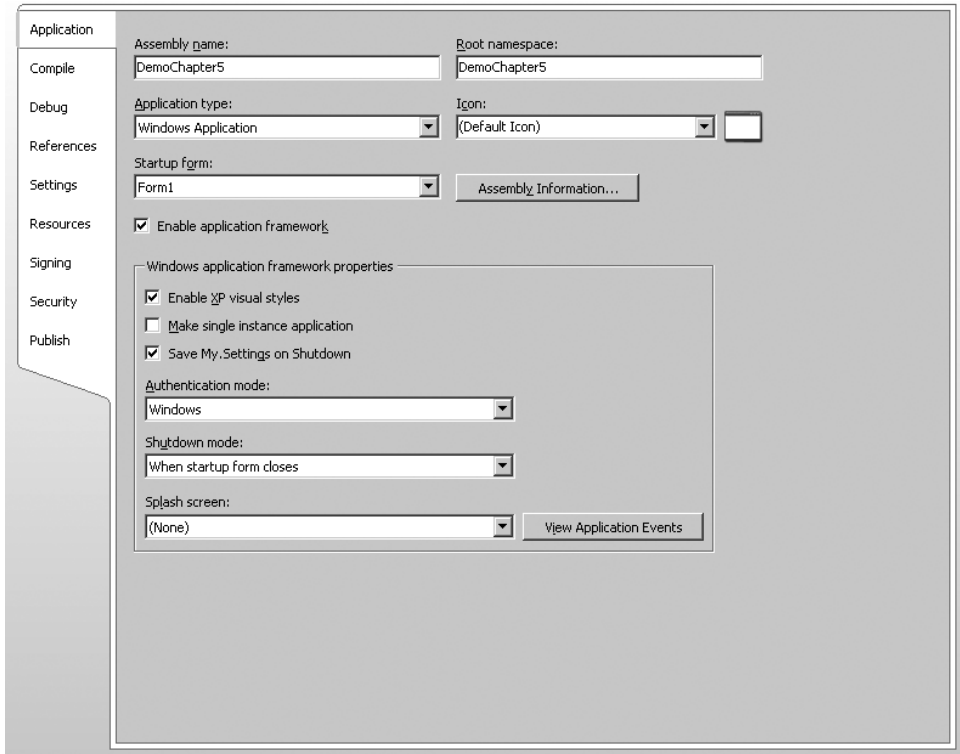 Application
Compile
Debug
References
Settings
Resources
Signing
Security
Publish
Assembly name:
DemoChapter5
Root namespace:
DemoChapter5
Application type:
Windows Application
Icon:
(Default Icon)
Startup form:
Form1
Assembly Information...
Enable application framework
Windows application framework properties
Enable XP visual styles
Make single instance application
Save My.Settings on Shutdown
Authentication mode:
Windows
Shutdown mode:
When startup form closes
Splash screen:
(None)
View Application Events